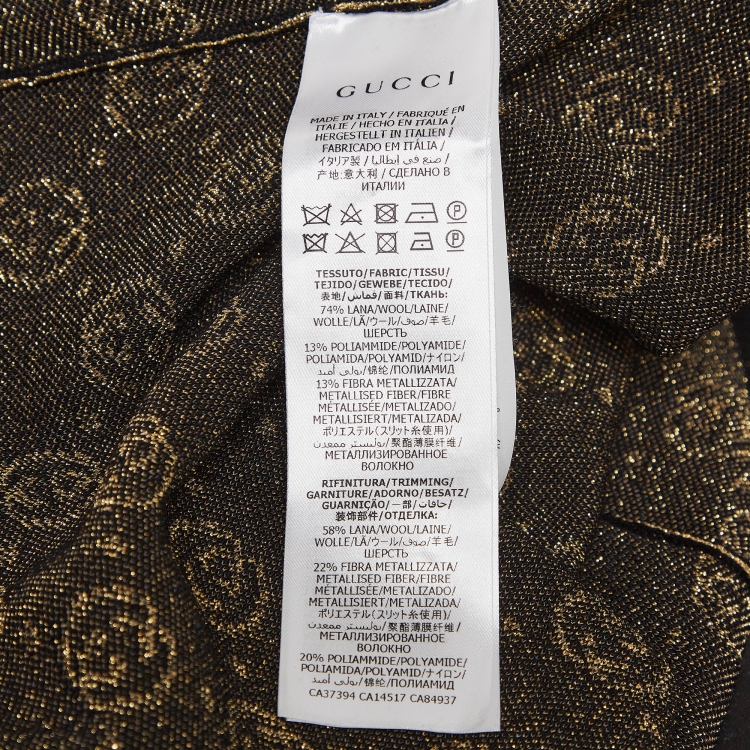 GUCCI
MADE IN ITALY / FABRIQUÉ EN
ITALIE / HECHO EN ITALIA /
HERGESTELLT IN ITALIEN /
FABRICADO EM ITÁLIA /
イタリア製 / صنع في إيطاليا /
产地:意大利 / СДЕЛАНО В
ИТАЛИИ
P
P
TESSUTO/FABRIC/TISSU/
TEJIDO/GEWEBE/TECIDO/
表地/قماش/面料/ТКАНЬ:
74% LANA/WOOL/LAINE/
WOLLE/LÃ/ウール/صوف/羊毛/
ШЕРСТЬ
13% POLIAMMIDE/POLYAMIDE/
POLIAMIDA/POLYAMID/ナイロン/
بولي أميد/锦纶/ПОЛИАМИД
13% FIBRA METALLIZZATA/
METALLISED FIBER/FIBRE
MÉTALLISÉE/METALIZADO/
METALLISIERT/METALIZADA/
ポリエステル(スリット糸使用)/
بوليستر ممعدن/聚酯薄膜纤维/
МЕТАЛЛИЗИРОВАННОЕ
ВОЛОКНО
RIFINITURA/TRIMMING/
GARNITURE/ADORNO/BESATZ/
GUARNIÇÃO/一部/حافات/
装饰部件/ОТДЕЛКА:
58% LANA/WOOL/LAINE/
WOLLE/LÃ/ウール/صوف/羊毛/
ШЕРСТЬ
22% FIBRA METALLIZZATA/
METALLISED FIBER/FIBRE
MÉTALLISÉE/METALIZADO/
METALLISIERT/METALIZADA/
ポリエステル(スリット糸使用)/
بوليستر ممعدن/聚酯薄膜纤维/
МЕТАЛЛИЗИРОВАННОЕ
ВОЛОКНО
20% POLIAMMIDE/POLYAMIDE/
POLIAMIDA/POLYAMID/ナイロン/
بولي أميد/锦纶/ПОЛИАМИД
CA37394 CA14517 CA84937